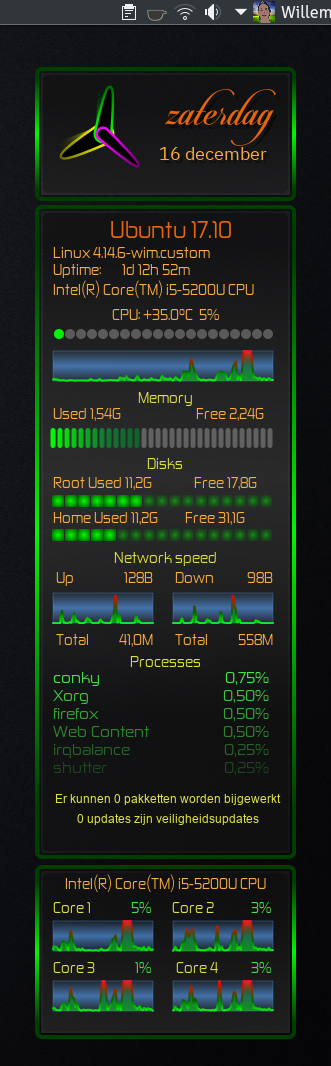 Willem
zaterdag
16 december
Ubuntu 17.10
Linux 4.14.6-wim.custom
Uptime: 1d 12h 52m
Intel(R) Core(TM) i5-5200U CPU
CPU: +35.0ºC 5%
Memory
Used 1,54G Free 2,24G
Disks
Root Used 11,2G Free 17,8G
Home Used 11,2G Free 31,1G
Network speed
Up 128B Down 98B
Total 41,0M Total 558M
Processes
conky 0,75%
Xorg 0,50%
firefox 0,50%
Web Content 0,50%
irqbalance 0,25%
shutter 0,25%
Er kunnen 0 pakketten worden bijgewerkt
0 updates zijn veiligheidsupdates
Intel(R) Core(TM) i5-5200U CPU
Core 1 5% Core 2 3%
Core 3 1% Core 4 3%